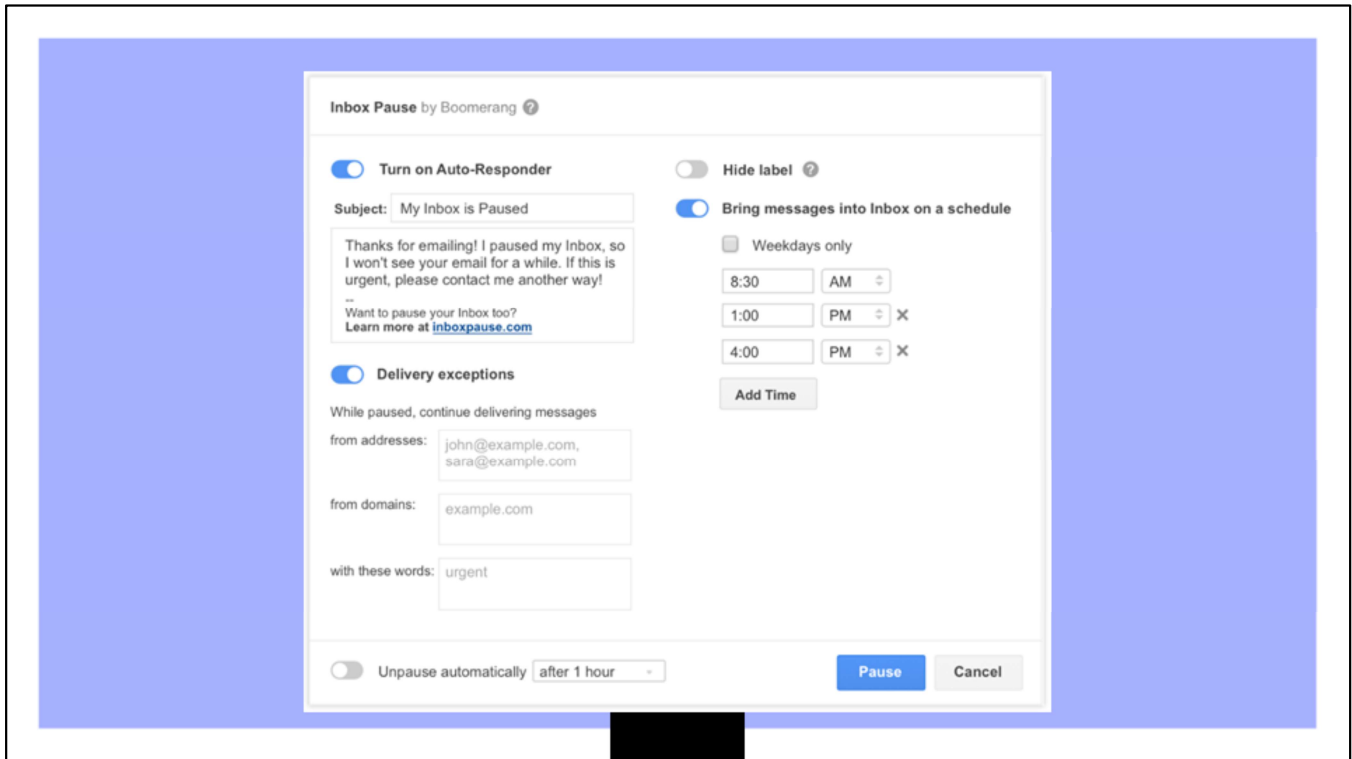 Inbox Pause by Boomerang ?
Turn on Auto-Responder
Subject: My Inbox is Paused
Thanks for emailing! I paused my Inbox, so
I won't see your email for a while. If this is
urgent, please contact me another way!
--
Want to pause your Inbox too?
Learn more at inboxpause.com
Delivery exceptions
While paused, continue delivering messages
from addresses: john@example.com,
sara@example.com
from domains: example.com
with these words: urgent
Hide label ?
Bring messages into Inbox on a schedule
Weekdays only
8:30 AM
1:00 PM
4:00 PM
Add Time
Unpause automatically after 1 hour
Pause Cancel